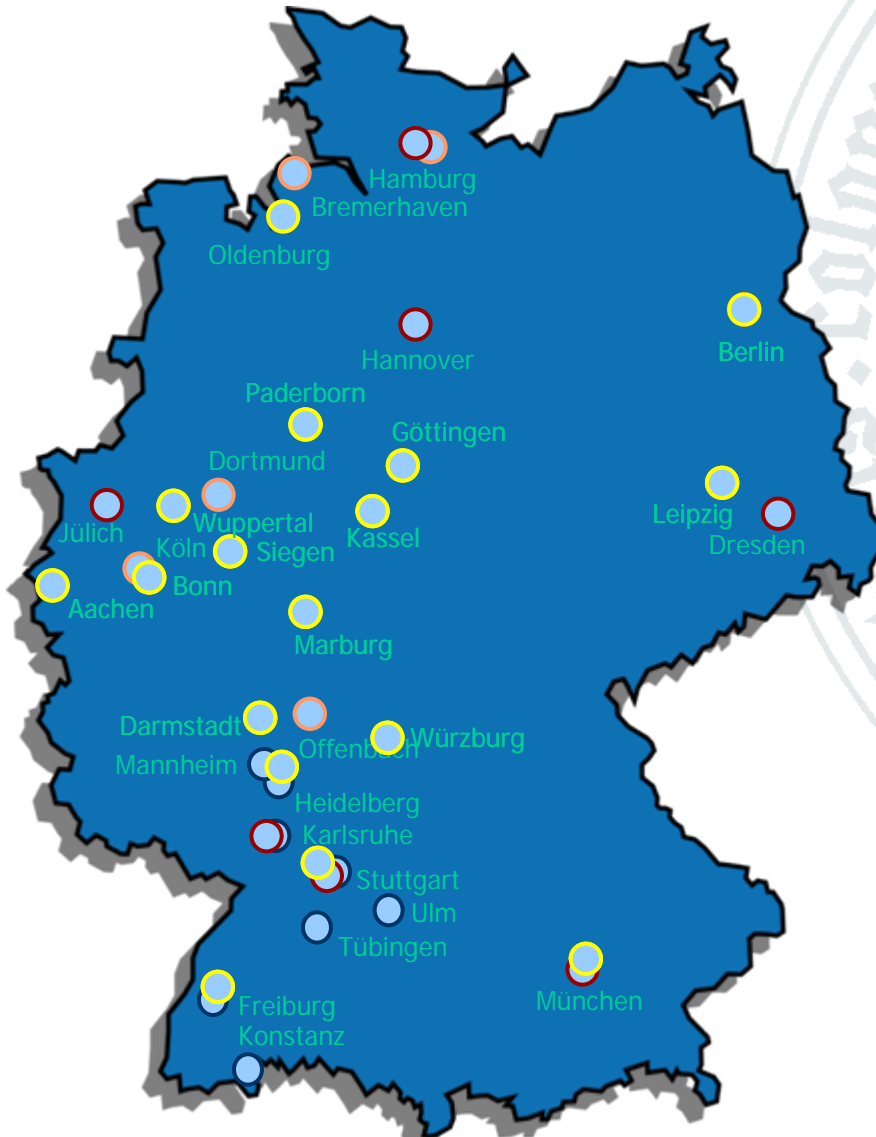 Hamburg
Bremerhaven
Oldenburg
Hannover
Berlin
Paderborn
Göttingen
Dortmund
Leipzig
Wuppertal
Jülich
Kassel
Dresden
Köln
Siegen
Bonn
Aachen
Marburg
Darmstadt
Würzburg
Offenbach
Mannheim
Heidelberg
Karlsruhe
Stuttgart
Ulm
Tübingen
München
Freiburg
Konstanz